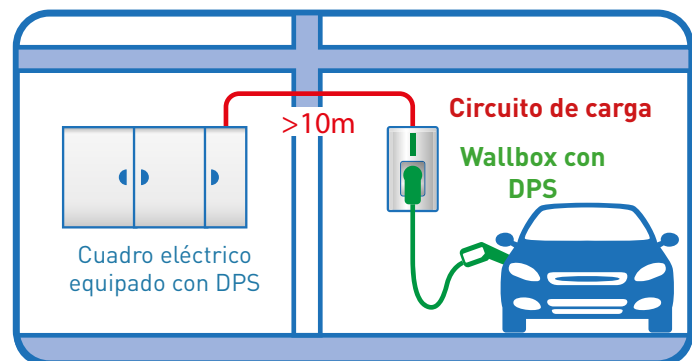 >10m
Circuito de carga
Wallbox con
DPS
Cuadro eléctrico
equipado con DPS